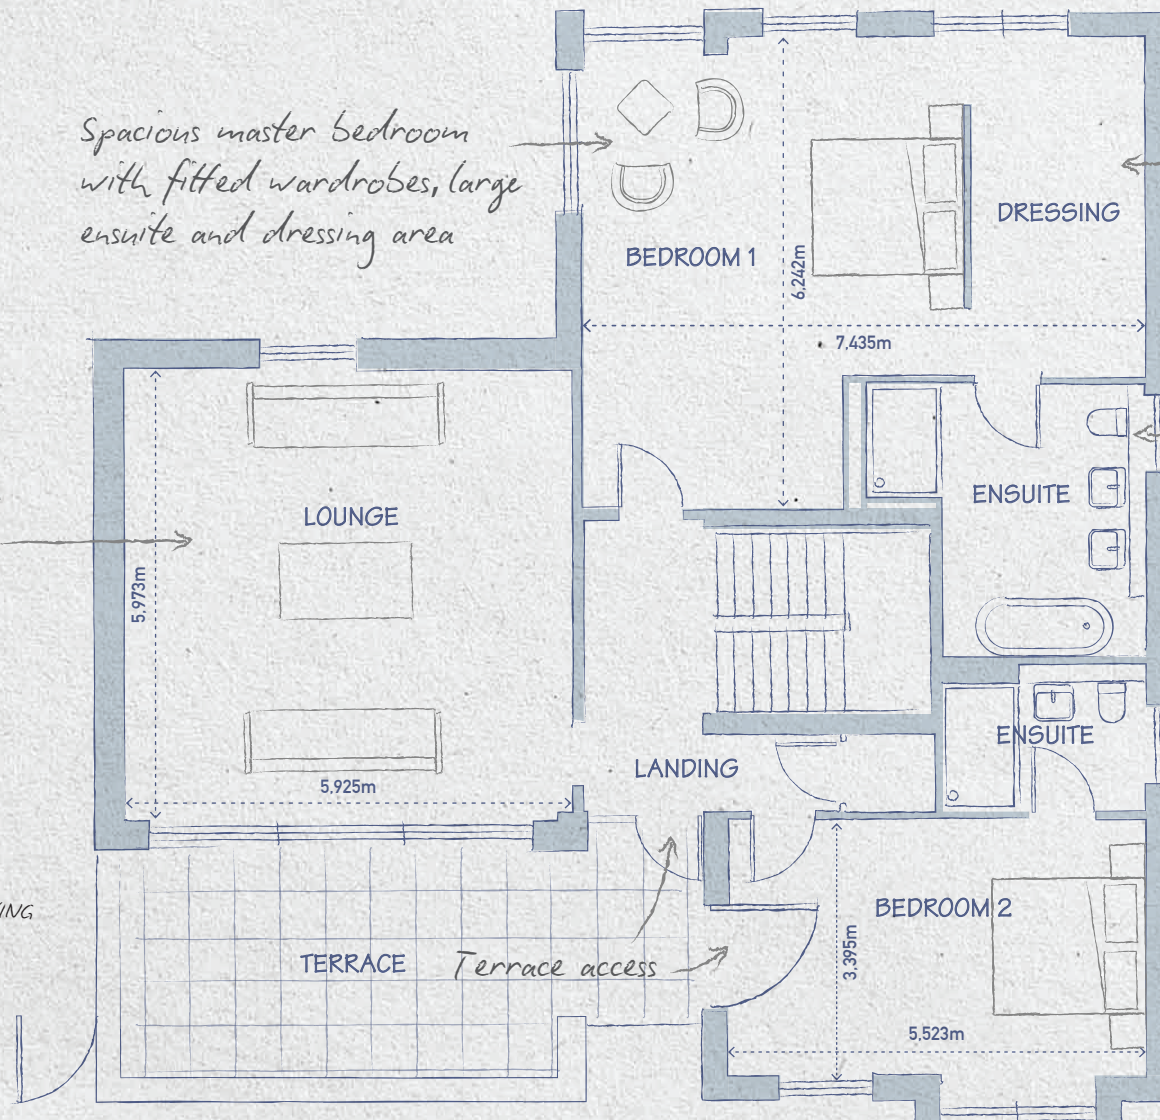 Spacious master bedroom
with fitted wardrobes, large
ensuite and dressing area
DRESSING
BEDROOM 1
6,242m
7,435m
ENSUITE
LOUNGE
5,973m
ENSUITE
LANDING
5,925m
BEDROOM 2
3,395m
TERRACE
Terrace access
5,523m